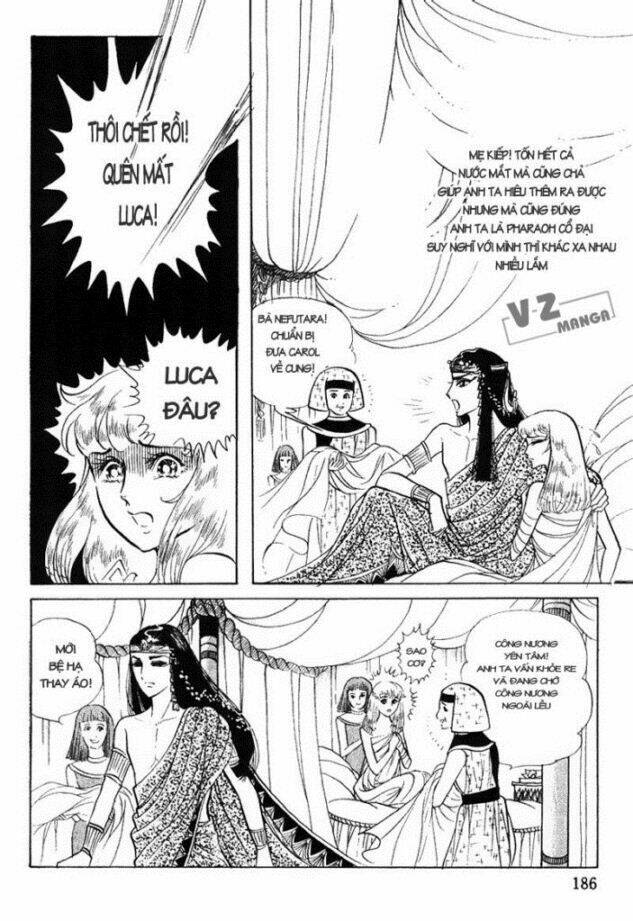 MẸ KIẾP! TỐN HẾT CẢ
NƯỚC MẮT MÀ CŨNG CHẢ
GIÚP ANH TA HIỂU THÊM RA ĐƯỢC
NHƯNG MÀ CŨNG ĐÚNG
ANH TA LÀ PHARAOH CỔ ĐẠI
SUY NGHĨ VỚI MÌNH THÌ KHÁC XA NHAU
NHIỀU LẮM
V-Z
MANGA
BÀ NEFUTARA!
CHUẨN BỊ
ĐƯA CAROL
VỀ CUNG!
THÔI CHẾT RỒI!
QUÊN MẤT
LUCA!
LUCA
ĐÂU?
CÔNG NƯƠNG
YÊN TÂM!
ANH TA VẪN KHỎE RE
VÀ ĐANG CHỜ
CÔNG NƯƠNG
NGOÀI LỀU
SAO
CƠ?
MỜI
BỆ HẠ
THAY ÁO!
186